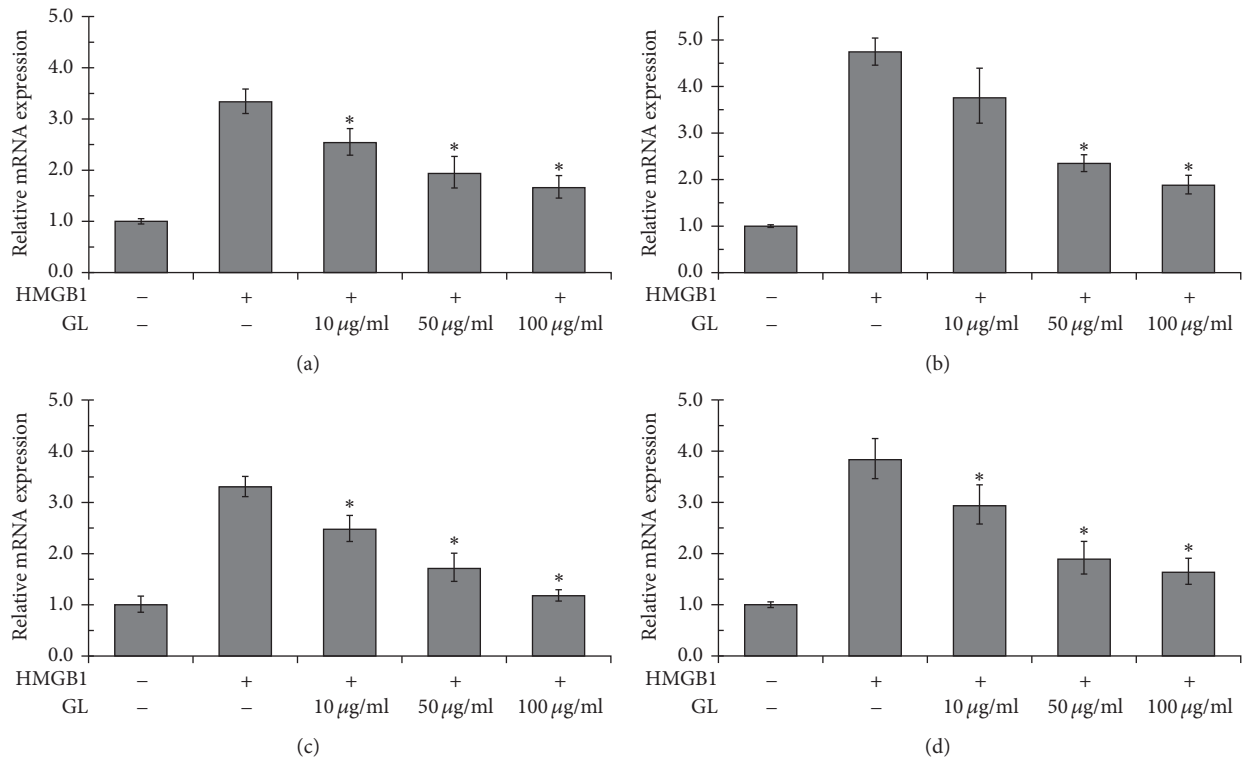 5.0
4.0
3.0
2.0
1.0
0.0
Relative mRNA expression
* * *
HMGB1 – + + + +
GL – – 10 μg/ml 50 μg/ml 100 μg/ml
(a)
5.0
4.0
3.0
2.0
1.0
0.0
Relative mRNA expression
* *
HMGB1 – + + + +
GL – – 10 μg/ml 50 μg/ml 100 μg/ml
(b)
5.0
4.0
3.0
2.0
1.0
0.0
Relative mRNA expression
* * *
HMGB1 – + + + +
GL – – 10 μg/ml 50 μg/ml 100 μg/ml
(c)
5.0
4.0
3.0
2.0
1.0
0.0
Relative mRNA expression
* * *
HMGB1 – + + + +
GL – – 10 μg/ml 50 μg/ml 100 μg/ml
(d)